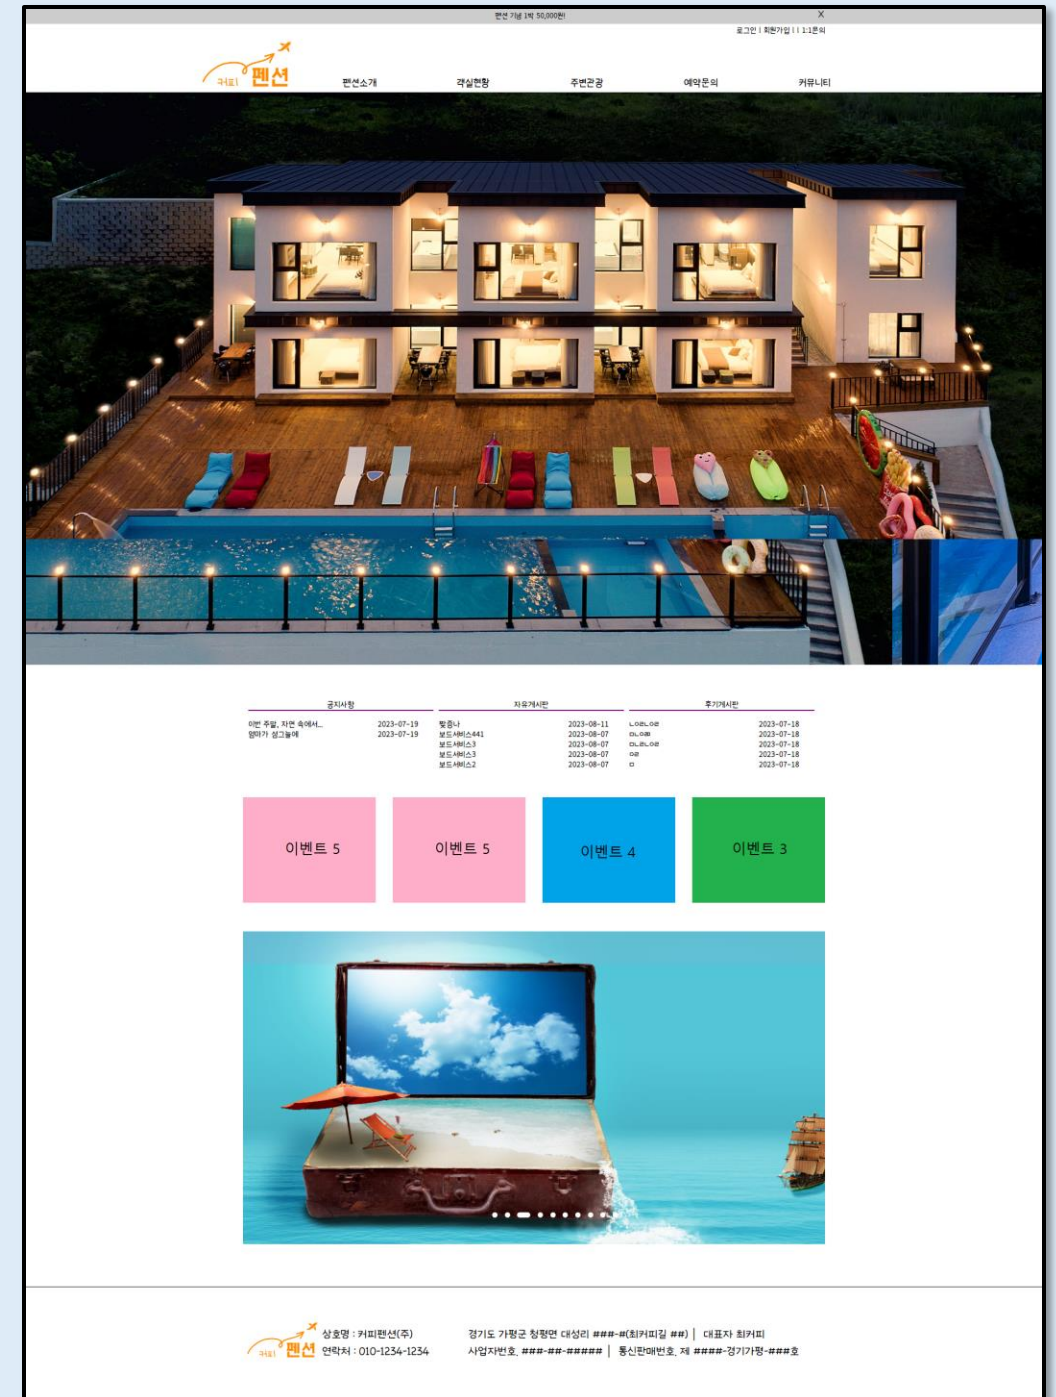 펜션 기념 1박 50,000원! X
로그인 | 회원가입 | | 1:1문의
커피 펜션
펜션소개 객실현황 주변관광 예약문의 커뮤니티
공지사항 자유게시판 후기게시판
이번 주말, 자연 속에서... 2023-07-19
엄마가 섬그늘에 2023-07-19
맞증나 2023-08-11
보드서비스441 2023-08-07
보드서비스3 2023-08-07
보드서비스3 2023-08-07
보드서비스2 2023-08-07
ㄴㅇㄹㄴㅇㄹ 2023-07-18
2023-07-18
ㅁㄴㄹㄴㅇㄹ 2023-07-18
ㅇㄹ 2023-07-18
ㅁ 2023-07-18
이벤트 5 이벤트 5 이벤트 4 이벤트 3
커피 펜션
상호명 : 커피펜션(주) 경기도 가평군 청평면 대성리 ###-#(최커피길 ##) | 대표자 최커피
연락처 : 010-1234-1234 사업자번호. ###-##-##### | 통신판매번호. 제 ####-경기가평-###호